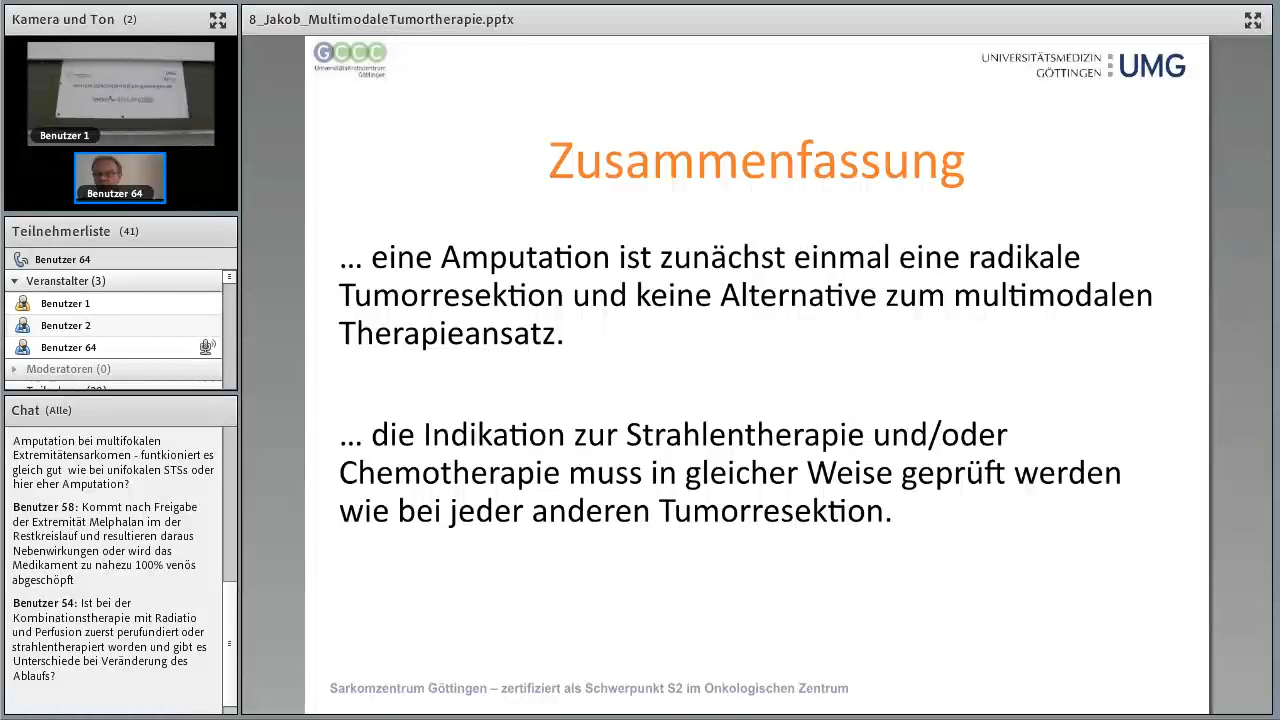 Kamera und Ton (2)
Benutzer 1
Benutzer 64
Teilnehmerliste (41)
Benutzer 64
Veranstalter (3)
Benutzer 1
Benutzer 2
Benutzer 64
Moderatoren (0)
Chat (Alle)
Amputation bei multifokalen
Extremitätensarkomen - funtkioniert es
gleich gut wie bei unifokalen STSs oder
hier eher Amputation?
Benutzer 58: Kommt nach Freigabe
der Extremität Melphalan im der
Restkreislauf und resultieren daraus
Nebenwirkungen oder wird das
Medikament zu nahezu 100% venös
abgeschöpft
Benutzer 54: Ist bei der
Kombinationstherapie mit Radiatio
und Perfusion zuerst perufundiert oder
strahlentherapiert worden und gibt es
Unterschiede bei Veränderung des
Ablaufs?
8_Jakob_MultimodaleTumortherapie.pptx
GCCC
UniversitätsKrebszentrum
Göttingen
UNIVERSITÄTSMEDIZIN
GÖTTINGEN
UMG
Zusammenfassung
... eine Amputation ist zunächst einmal eine radikale
Tumorresektion und keine Alternative zum multimodalen
Therapieansatz.
... die Indikation zur Strahlentherapie und/oder
Chemotherapie muss in gleicher Weise geprüft werden
wie bei jeder anderen Tumorresektion.
Sarkomzentrum Göttingen – zertifiziert als Schwerpunkt S2 im Onkologischen Zentrum